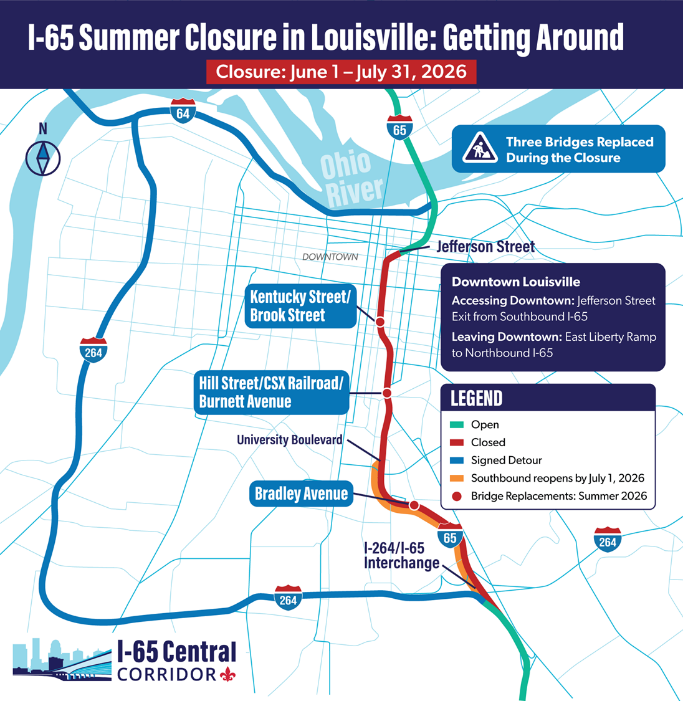 I-65 Summer Closure in Louisville: Getting Around
Closure: June 1 – July 31, 2026
N
64
65
Ohio
River
Three Bridges Replaced
During the Closure
Jefferson Street
DOWNTOWN
Downtown Louisville
Accessing Downtown: Jefferson Street
Exit from Southbound I-65
Leaving Downtown: East Liberty Ramp
to Northbound I-65
Kentucky Street/
Brook Street
264
Hill Street/CSX Railroad/
Burnett Avenue
LEGEND
Open
Closed
Signed Detour
Southbound reopens by July 1, 2026
Bridge Replacements: Summer 2026
University Boulevard
Bradley Avenue
65
264
I-264/I-65
Interchange
264
I-65 Central
CORRIDOR